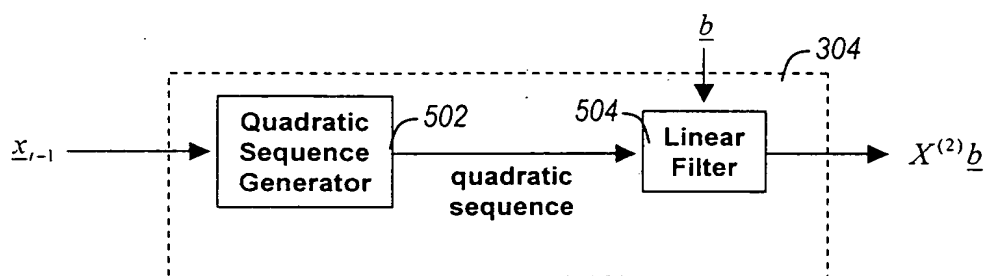 b
304
Quadratic
Sequence
Generator
502
504
Linear
Filter
x_{t-1}
quadratic
sequence
X^{(2)}b